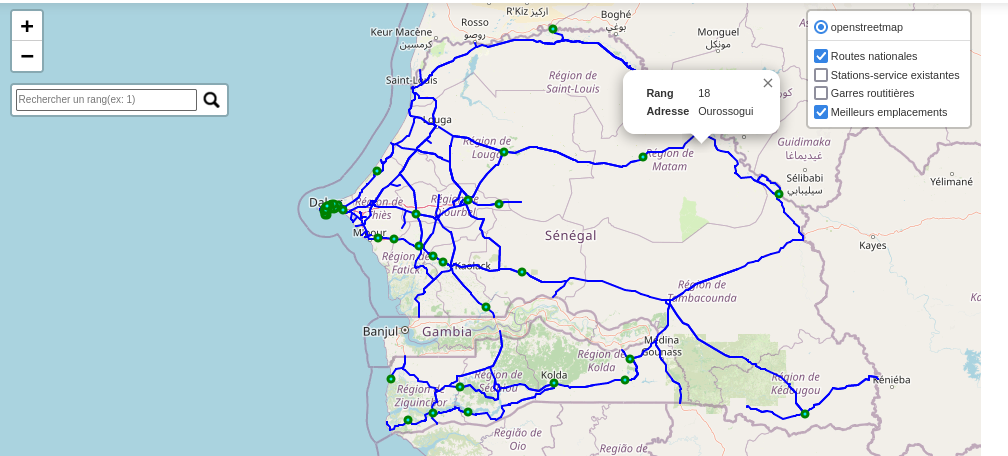 +
−
Rechercher un rang(ex: 1)
openstreetmap
Routes nationales
Stations-service existantes
Garres routitières
Meilleurs emplacements
Rang 18
Adresse Ourossogui
×
R'Kiz اركيز
Rosso
روصو
Boghé
بوغي
Keur Macène
كرمسين
Monguel
مونكل
Saint-Louis
Région de
Saint-Louis
Louga
Région de
Louga
Région de
Matam
Guidimaka
غيديماغا
Sélibabi
سيليبابي
Yélimané
Dakar
Région de
Thiès
Région de
Diourbel
Mbour
Sénégal
Kayes
Région de
Fatick
Kaolack
Région de
Tambacounda
Banjul
Gambia
Médina
Gounass
Région de
Kolda
Kolda
Région de
Sédhiou
Région de
Ziguinchor
Région de
Kédougou
Kéniéba
Região de
Oio
Região de